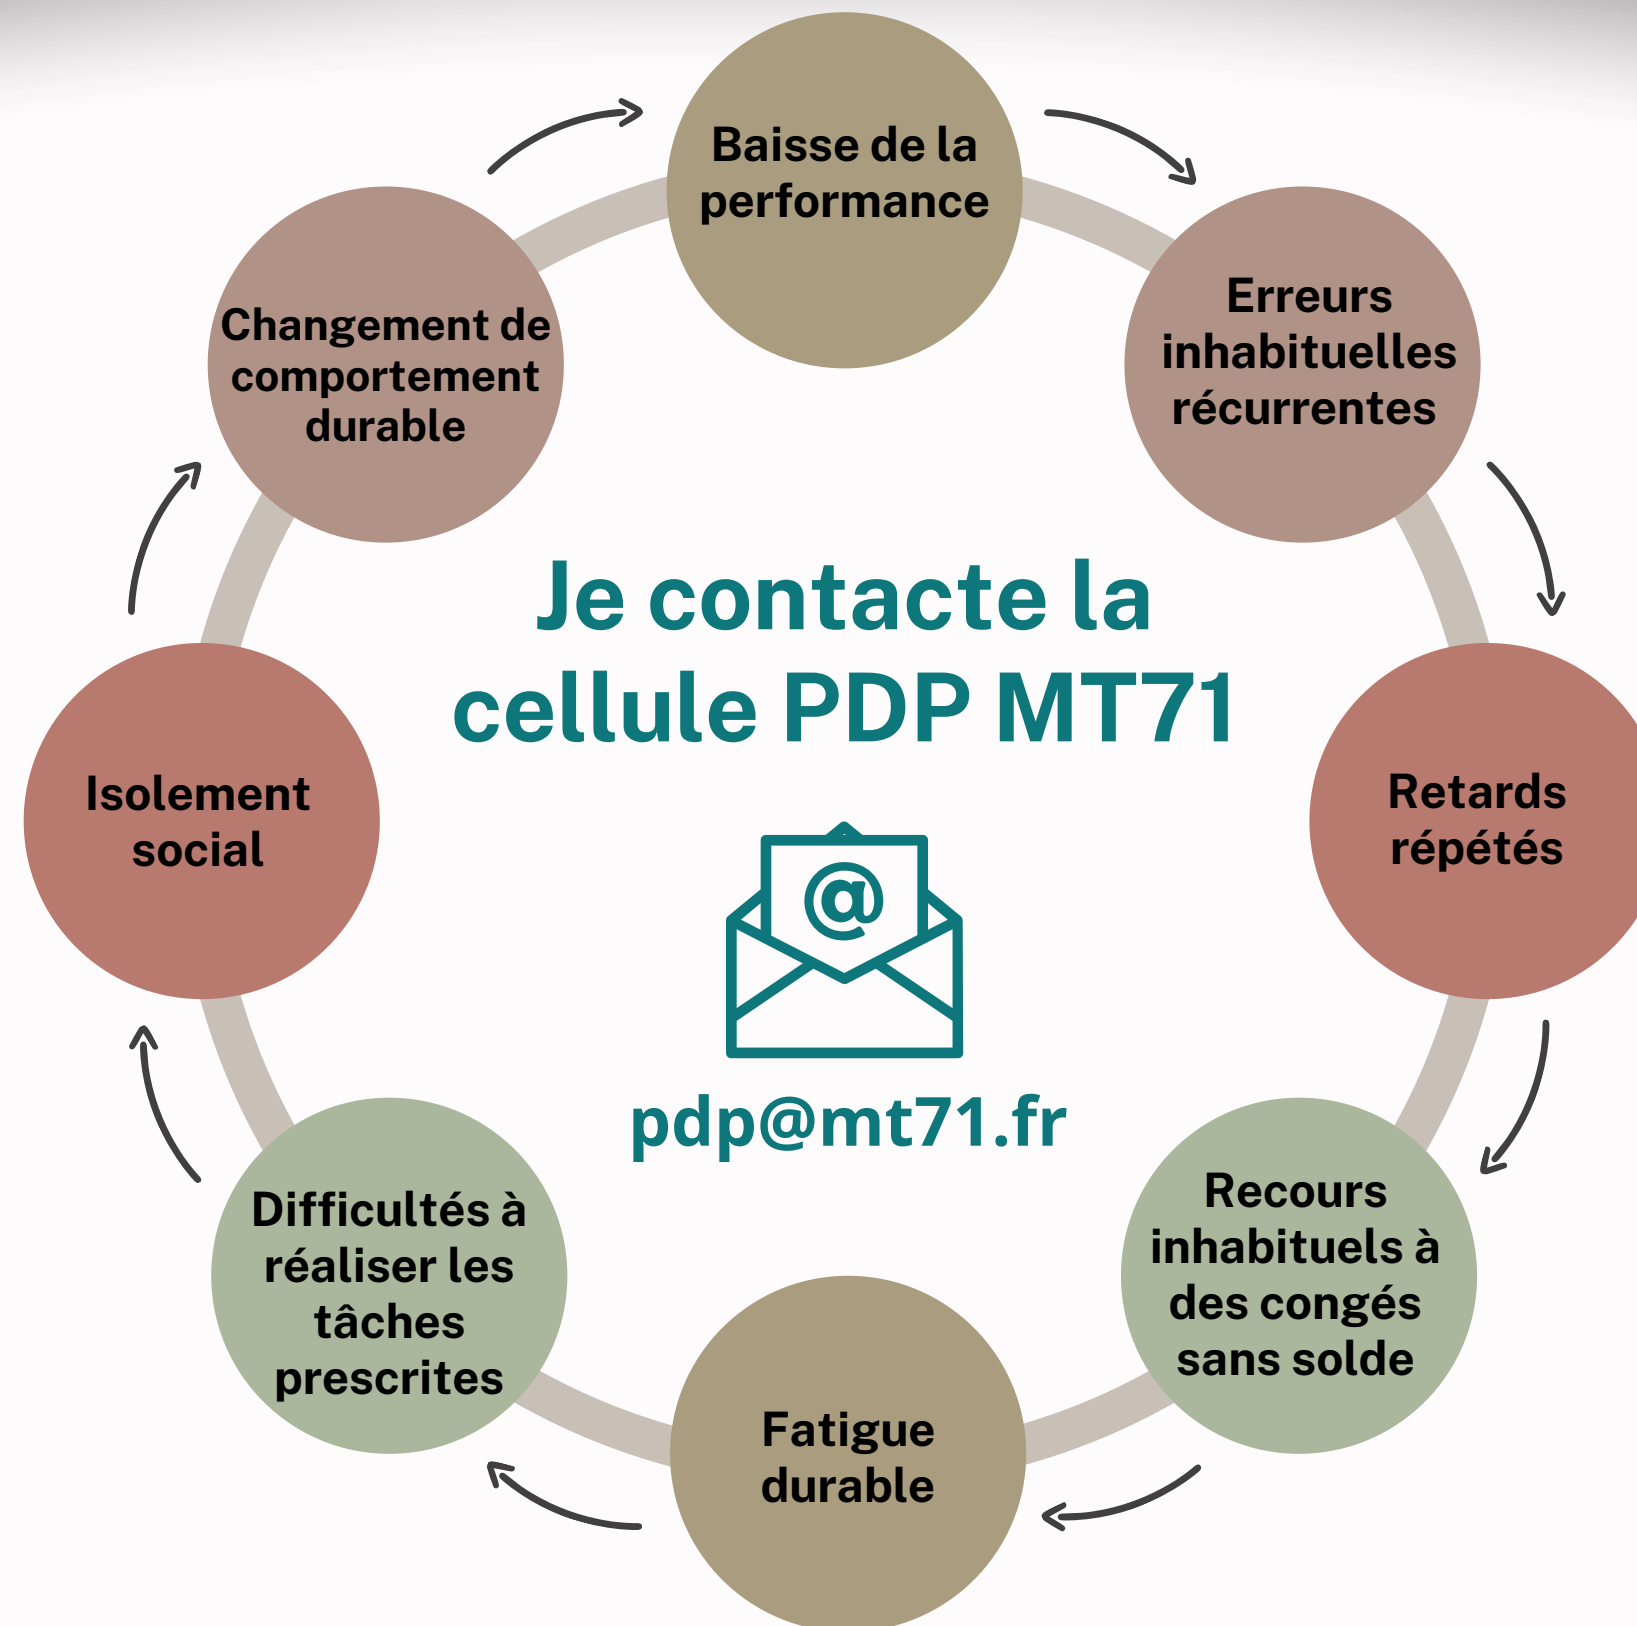 Baisse de la
performance
Erreurs
inhabituelles
récurrentes
Retards
répétés
Recours
inhabituels à
des congés
sans solde
Fatigue
durable
Difficultés à
réaliser les
tâches
prescrites
Isolement
social
Changement de
comportement
durable
Je contacte la
cellule PDP MT71
@
pdp@mt71.fr